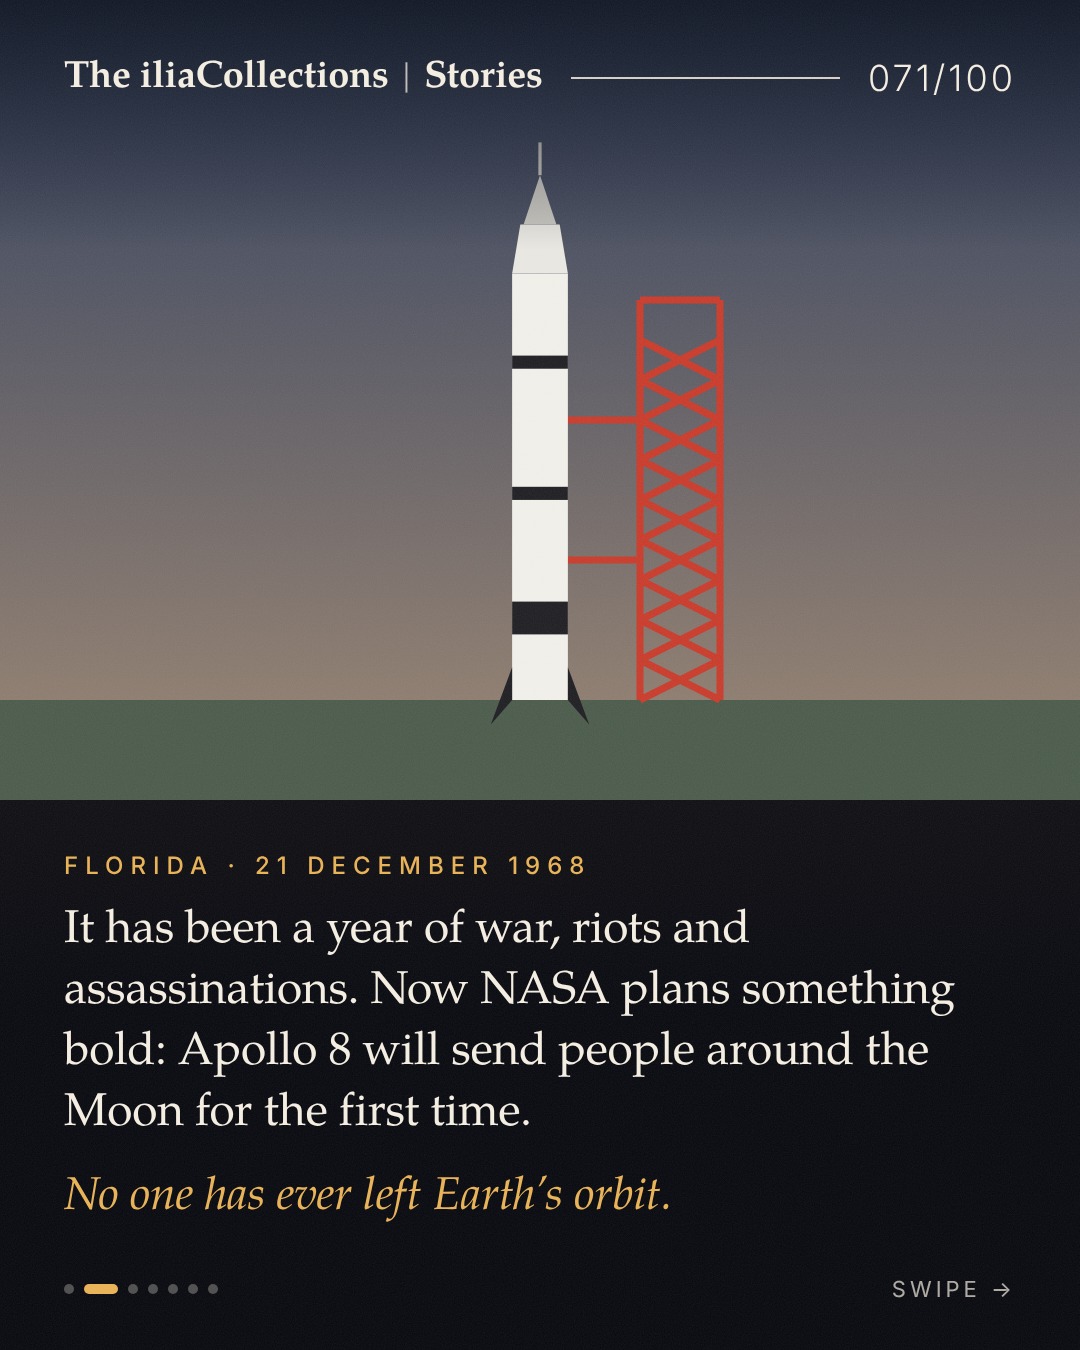 The iliaCollections | Stories 071/100
FLORIDA · 21 DECEMBER 1968
It has been a year of war, riots and
assassinations. Now NASA plans something
bold: Apollo 8 will send people around the
Moon for the first time.
No one has ever left Earth’s orbit.
SWIPE →